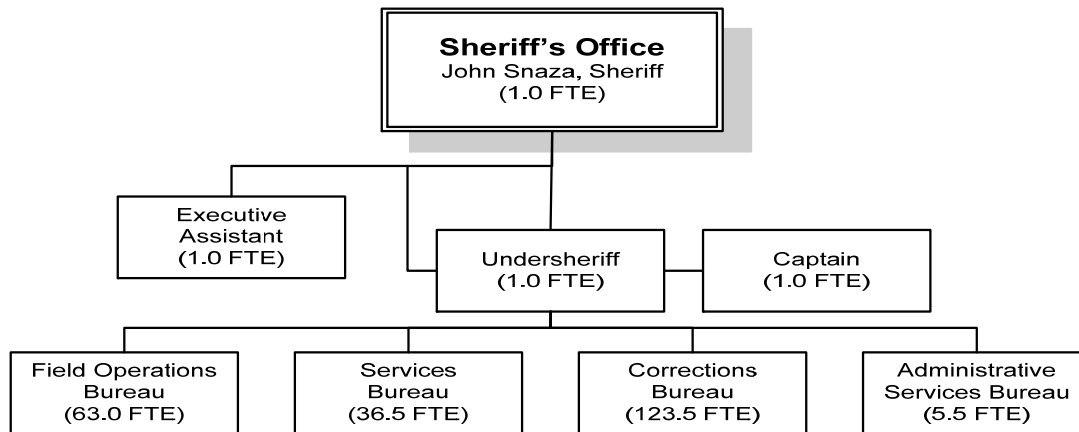 Sheriff's Office
John Snaza, Sheriff
(1.0 FTE)
Executive
Assistant
(1.0 FTE)
Undersheriff
(1.0 FTE)
Captain
(1.0 FTE)
Field Operations
Bureau
(63.0 FTE)
Services
Bureau
(36.5 FTE)
Corrections
Bureau
(123.5 FTE)
Administrative
Services Bureau
(5.5 FTE)